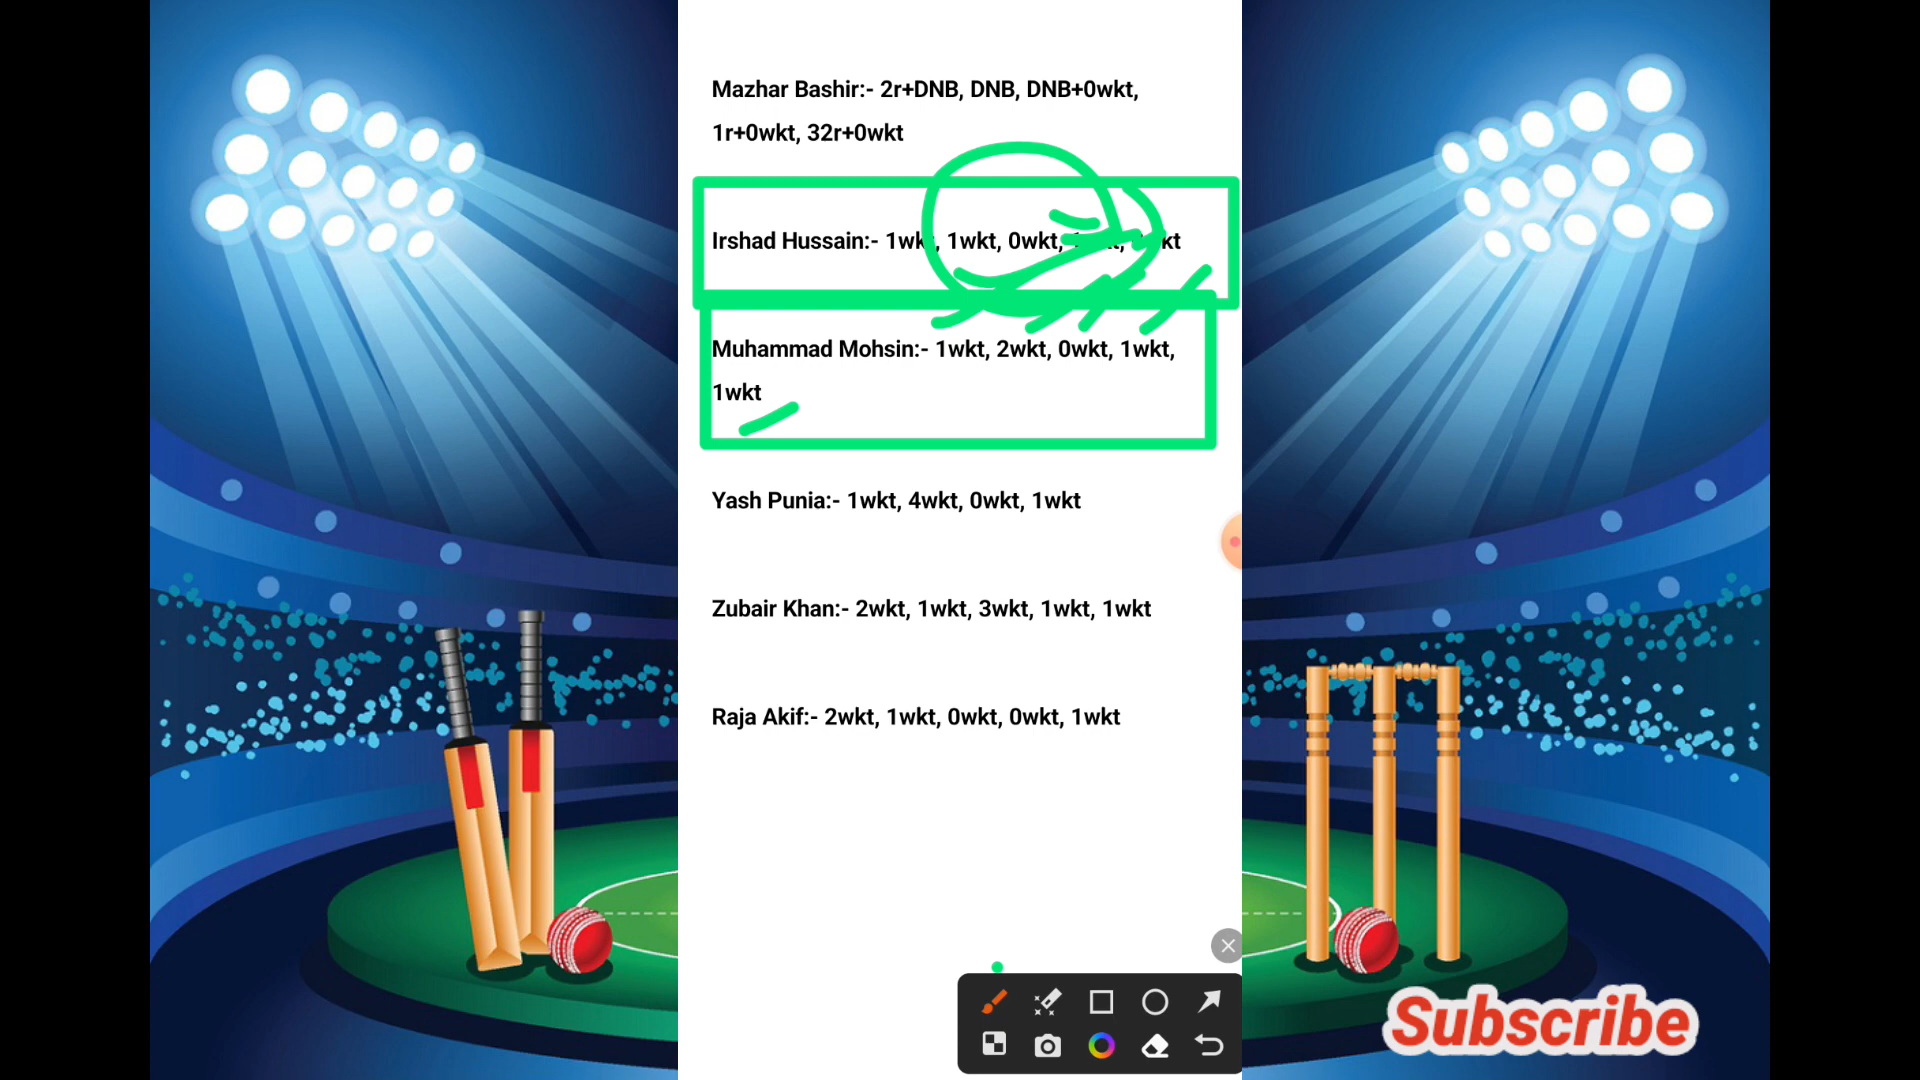 Mazhar Bashir:- 2r+DNB, DNB, DNB+0wkt,
1r+0wkt, 32r+0wkt
Irshad Hussain:- 1wkt, 1wkt, 0wkt,
Muhammad Mohsin:- 1wkt, 2wkt, 0wkt, 1wkt,
1wkt
Yash Punia:- 1wkt, 4wkt, 0wkt, 1wkt
Zubair Khan:- 2wkt, 1wkt, 3wkt, 1wkt, 1wkt
Raja Akif:- 2wkt, 1wkt, 0wkt, 0wkt, 1wkt
Subscribe